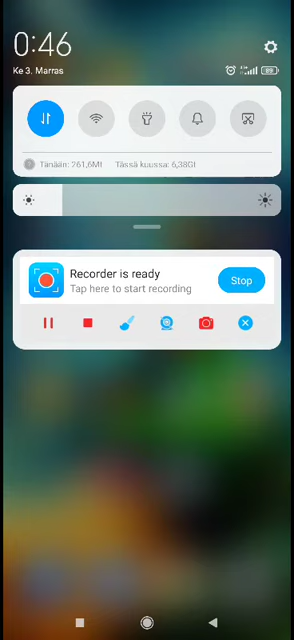 0:46
Ke 3. Marras
Tänään: 261,6Mt Tässä kuussa: 6,38Gt
Recorder is ready
Tap here to start recording
Stop